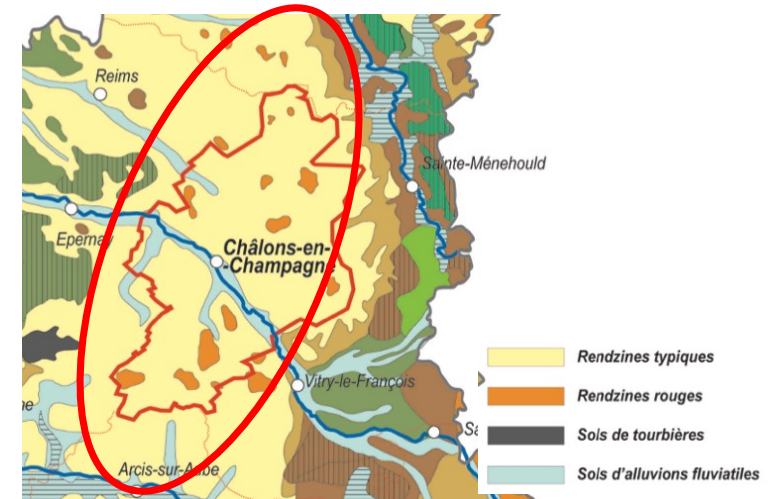 Reims
Sainte-Ménehould
Epernay
Châlons-en-
-Champagne
Vitry-le-François
Arcis-sur-Aube
Rendzines typiques
Rendzines rouges
Sols de tourbières
Sols d'alluvions fluviatiles